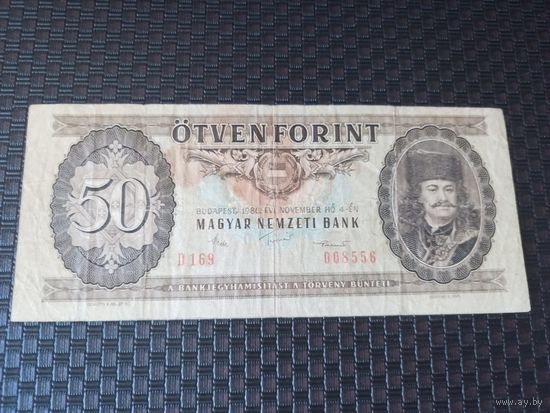 ÖTVEN FORINT
50
BUDAPEST, 1986. ÉVI NOVEMBER HÓ 4-ÉN
MAGYAR NEMZETI BANK
D 169
008556
A BANKJEGYHAMISÍTÁST A TÖRVÉNY BÜNTETI
www.ay.by